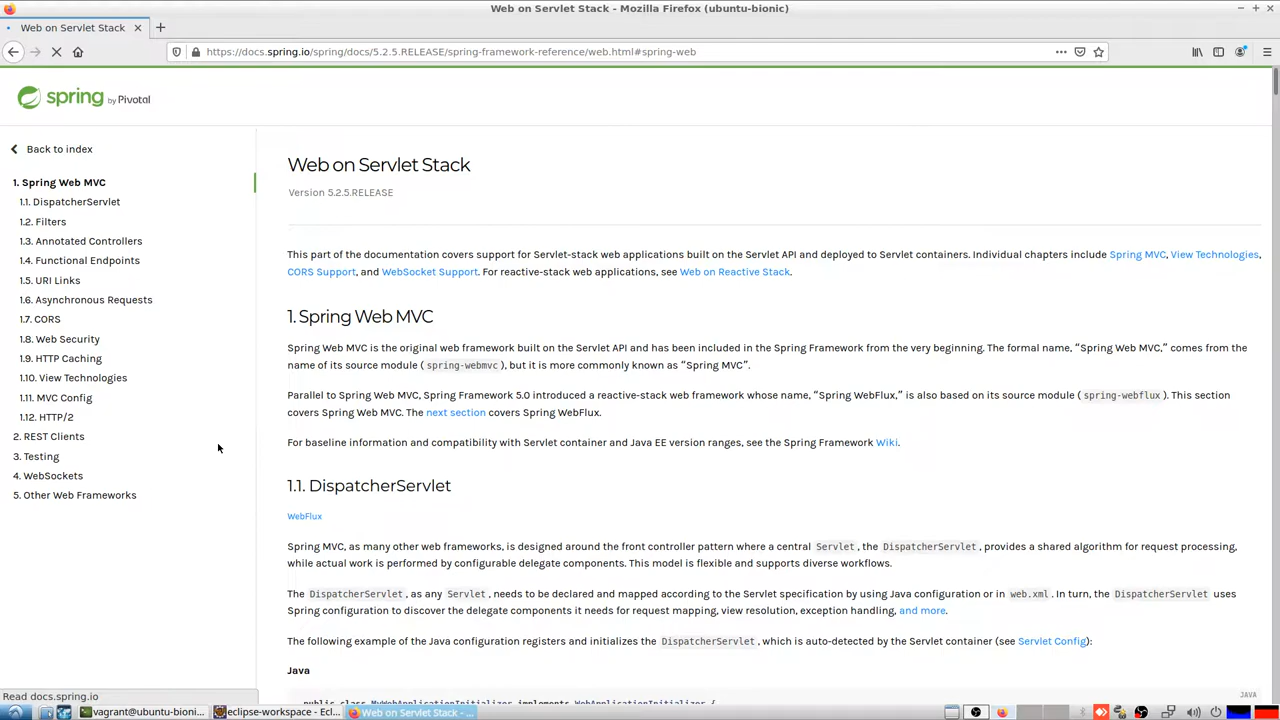 Web on Servlet Stack - Mozilla Firefox (ubuntu-bionic)
Web on Servlet Stack
https://docs.spring.io/spring/docs/5.2.5.RELEASE/spring-framework-reference/web.html#spring-web
spring by Pivotal
Back to index
1. Spring Web MVC
1.1. DispatcherServlet
1.2. Filters
1.3. Annotated Controllers
1.4. Functional Endpoints
1.5. URI Links
1.6. Asynchronous Requests
1.7. CORS
1.8. Web Security
1.9. HTTP Caching
1.10. View Technologies
1.11. MVC Config
1.12. HTTP/2
2. REST Clients
3. Testing
4. WebSockets
5. Other Web Frameworks
Web on Servlet Stack
Version 5.2.5.RELEASE
This part of the documentation covers support for Servlet-stack web applications built on the Servlet API and deployed to Servlet containers. Individual chapters include Spring MVC, View Technologies,
CORS Support, and WebSocket Support. For reactive-stack web applications, see Web on Reactive Stack.
1. Spring Web MVC
Spring Web MVC is the original web framework built on the Servlet API and has been included in the Spring Framework from the very beginning. The formal name, “Spring Web MVC,” comes from the
name of its source module ( spring-webmvc ), but it is more commonly known as “Spring MVC”.
Parallel to Spring Web MVC, Spring Framework 5.0 introduced a reactive-stack web framework whose name, “Spring WebFlux,” is also based on its source module ( spring-webflux ). This section
covers Spring Web MVC. The next section covers Spring WebFlux.
For baseline information and compatibility with Servlet container and Java EE version ranges, see the Spring Framework Wiki.
1.1. DispatcherServlet
WebFlux
Spring MVC, as many other web frameworks, is designed around the front controller pattern where a central Servlet , the DispatcherServlet , provides a shared algorithm for request processing,
while actual work is performed by configurable delegate components. This model is flexible and supports diverse workflows.
The DispatcherServlet , as any Servlet , needs to be declared and mapped according to the Servlet specification by using Java configuration or in web.xml . In turn, the DispatcherServlet uses
Spring configuration to discover the delegate components it needs for request mapping, view resolution, exception handling, and more.
The following example of the Java configuration registers and initializes the DispatcherServlet , which is auto-detected by the Servlet container (see Servlet Config):
Java
JAVA
public class MyWebApplicationInitializer implements WebApplicationInitializer {
Read docs.spring.io
vagrant@ubuntu-bioni...
eclipse-workspace - Ecl...
Web on Servlet Stack - ...